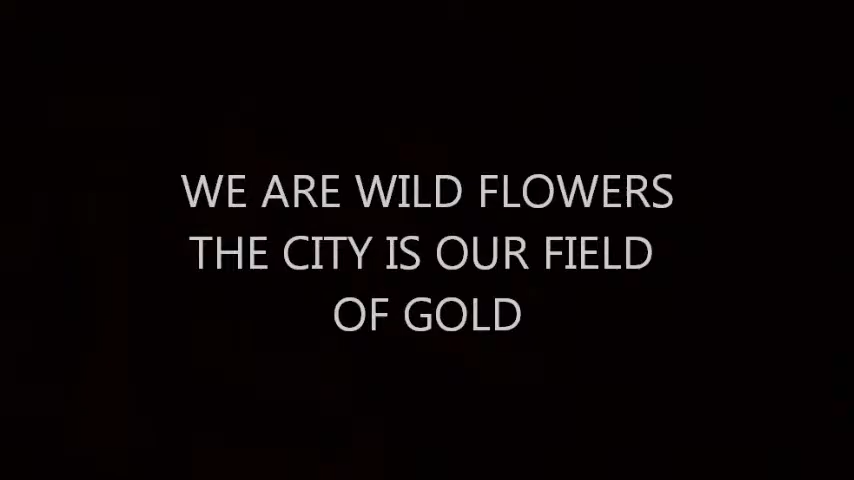 WE ARE WILD FLOWERS
THE CITY IS OUR FIELD
OF GOLD